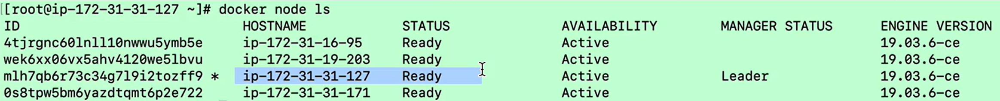 [root@ip-172-31-31-127 ~]# docker node ls
ID HOSTNAME STATUS AVAILABILITY MANAGER STATUS ENGINE VERSION
4tjrgnc60lnll10nwwu5ymb5e ip-172-31-16-95 Ready Active 19.03.6-ce
wek6xx06vx5ahv4120we5lbvu ip-172-31-19-203 Ready Active 19.03.6-ce
mlh7qb6r73c34g7l9i2tozff9 * ip-172-31-31-127 Ready Active Leader 19.03.6-ce
0s8tpw5bm6yazdtqmt6p2e722 ip-172-31-31-171 Ready Active 19.03.6-ce